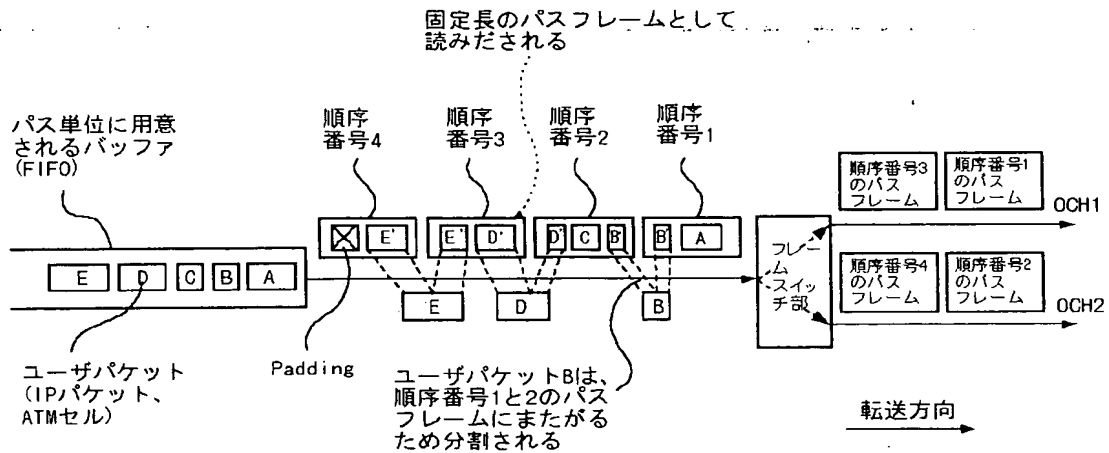 固定長のパスフレームとして
読みだされる
パス単位に用意
されるバッファ
(FIFO)
順序
番号4
順序
番号3
順序
番号2
順序
番号1
順序番号3
のパス
フレーム
順序番号1
のパス
フレーム
OCH1
E'
E'
D'
D'
C
B'
B'
A
フレー
ム
スイッ
チ部
E
D
C
B
A
順序番号4
のパス
フレーム
順序番号2
のパス
フレーム
OCH2
E
D
B
ユーザパケット
(IPパケット、
ATMセル)
Padding
ユーザパケットBは、
順序番号1と2のパス
フレームにまたがる
ため分割される
転送方向